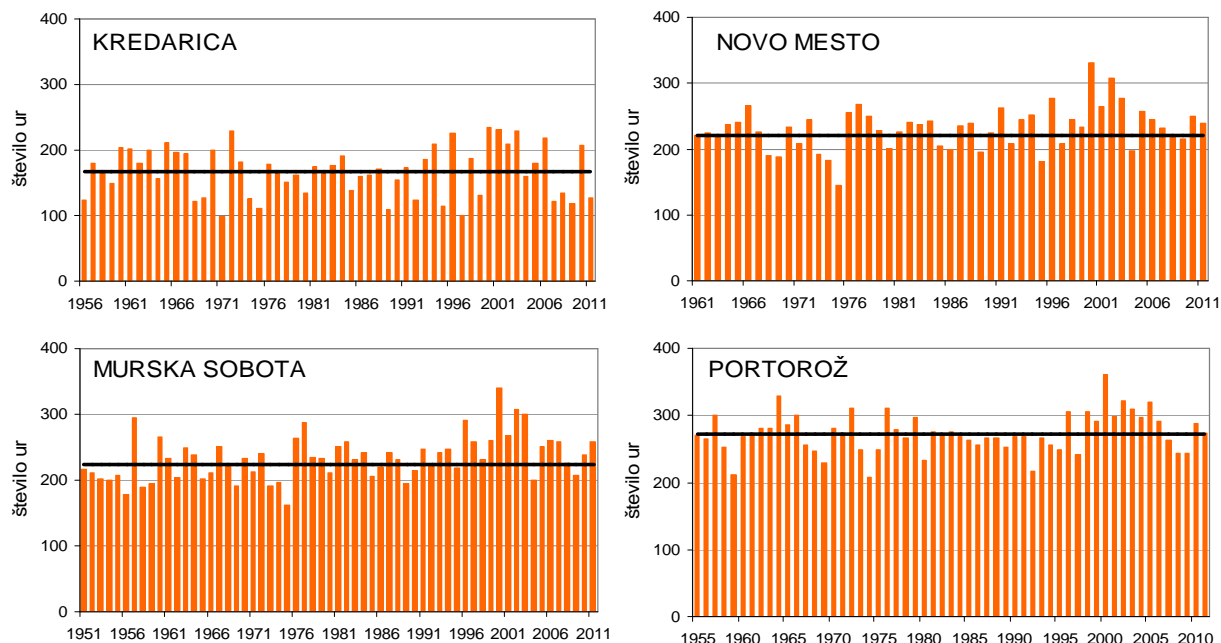 KREDARICA
število ur
400
300
200
100
0
1956 1961 1966 1971 1976 1981 1986 1991 1996 2001 2006 2011
NOVO MESTO
število ur
400
300
200
100
0
1961 1966 1971 1976 1981 1986 1991 1996 2001 2006 2011
MURSKA SOBOTA
število ur
400
300
200
100
0
1951 1956 1961 1966 1971 1976 1981 1986 1991 1996 2001 2006 2011
PORTOROŽ
število ur
400
300
200
100
0
1955 1960 1965 1970 1975 1980 1985 1990 1995 2000 2005 2010